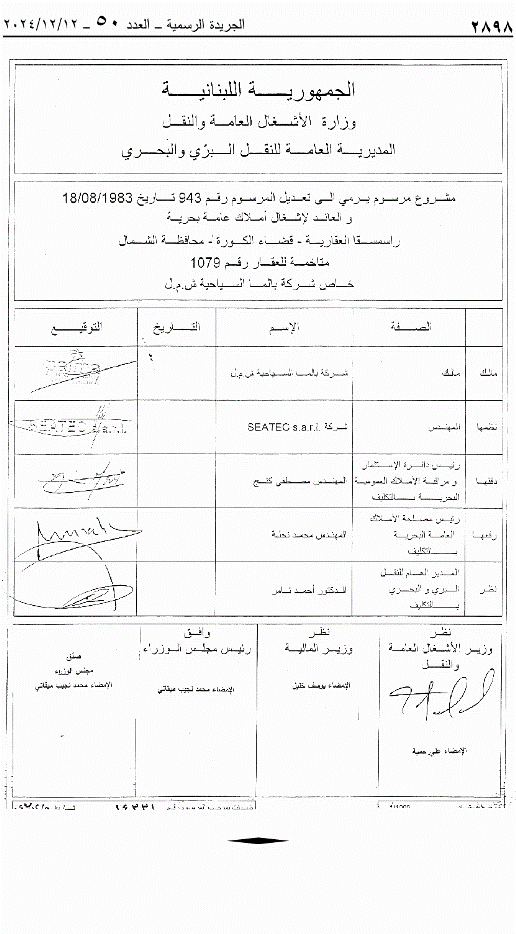 ٢٨٩٨
الجريدة الرسمية ــ العدد ٥٠ ــ ٢٠٢٤/١٢/١٢
الجمهورية اللبنانية
وزارة الأشغال العامة والنقل
المديرية العامة للنقل البرّي والبحري
مشروع مرسوم يرمي الى تعديل المرسوم رقم 943 تاريخ 18/08/1983
و العائد لإشغال أملاك عامة بحرية
راسمسقا العقارية - قضاء الكورة - محافظة الشمال
متاخمة للعقار رقم 1079
خاص شركة بالما السياحية ش.م.ل
الصفة الإسم التاريخ التوقيع
مالك مالك شركة بالما السياحية ش.م.ل
نظمها المهندس شركة SEATEC s.a.r.l.
SEATEC s.a.r.l.
دققها رئيس دائرة الإستثمار و مراقبة الأملاك العمومية البحرية بالتكليف المهندس مصطفى
رفعها رئيس مصلحة الأملاك العامة البحرية بالتكليف المهندس محمد نحلة
نظر المدير العام للنقل البري و البحري بالتكليف الدكتور أحمد تامر
نظر
وزير الأشغال العامة
والنقل
الإمضاء علي حمية
نظر
وزير المالية
الإمضاء يوسف خليل
وافق
رئيس مجلس الوزراء
الإمضاء محمد نجيب ميقاتي
صدق
مجلس الوزراء
الإمضاء محمد نجيب ميقاتي